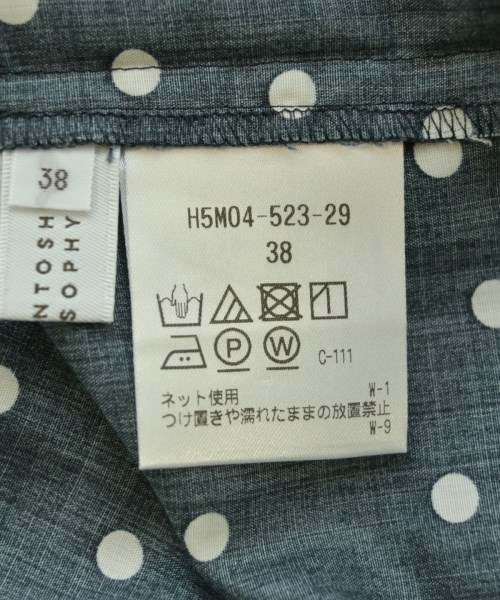 38
NTOSH
SOPHY
H5M04-523-29
38
P
W
C-111
ネット使用
W-1
つけ置きや濡れたままの放置禁止
W-9